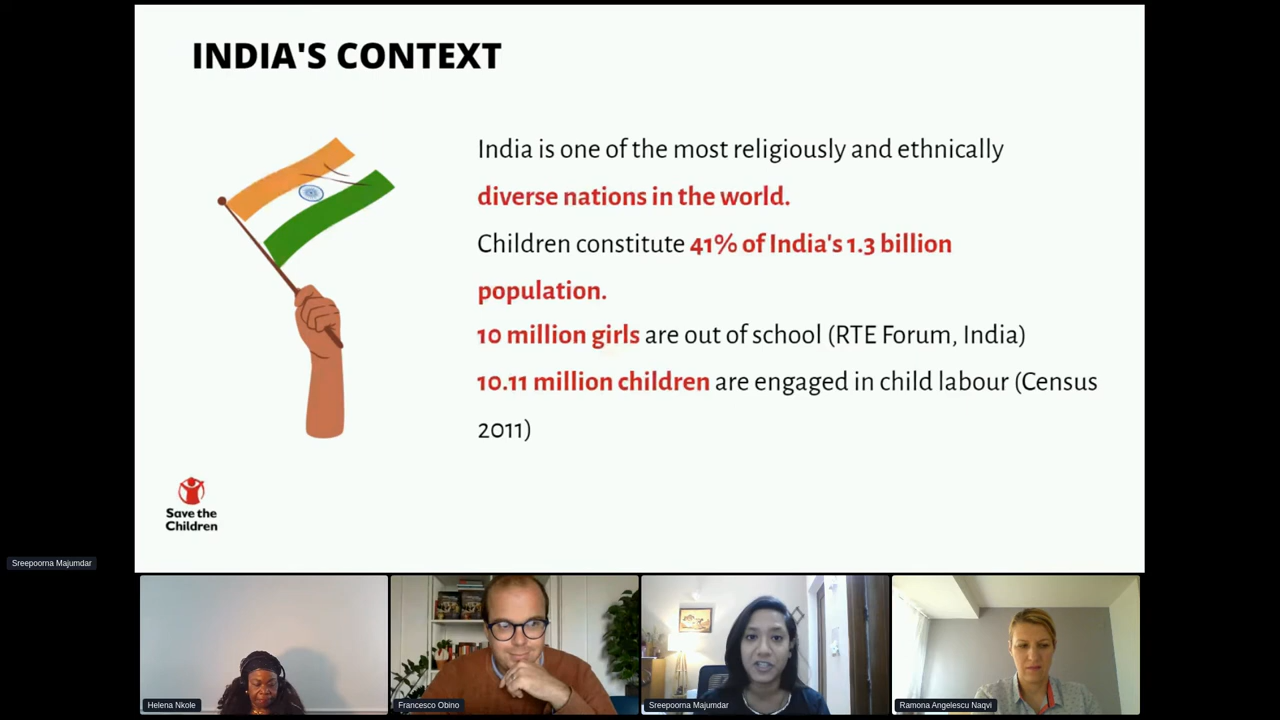 INDIA'S CONTEXT
India is one of the most religiously and ethnically
diverse nations in the world.
Children constitute 41% of India's 1.3 billion
population.
10 million girls are out of school (RTE Forum, India)
10.11 million children are engaged in child labour (Census
2011)
Save the
Children
Sreepoorna Majumdar
Helena Nkole
Francesco Obino
Sreepoorna Majumdar
Ramona Angelescu Naqvi